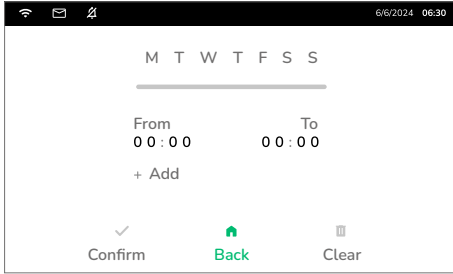 6/6/2024 06:30
M T W T F S S
From To
00:00 00:00
+ Add
Confirm Back Clear